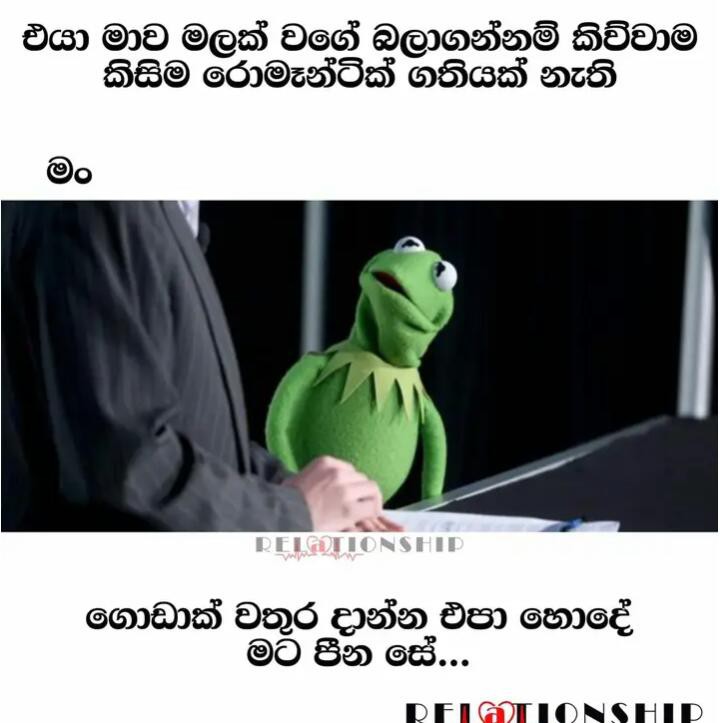 එයා මාව මලක් වගේ බලාගන්නම් කිව්වාම
කිසිම රොමෑන්ටික් ගතියක් නැති
මං
RELATIONSHIP
ගොඩාක් වතුර දාන්න එපා හොදේ
මට පීන සේ...
RELATIONSHIP